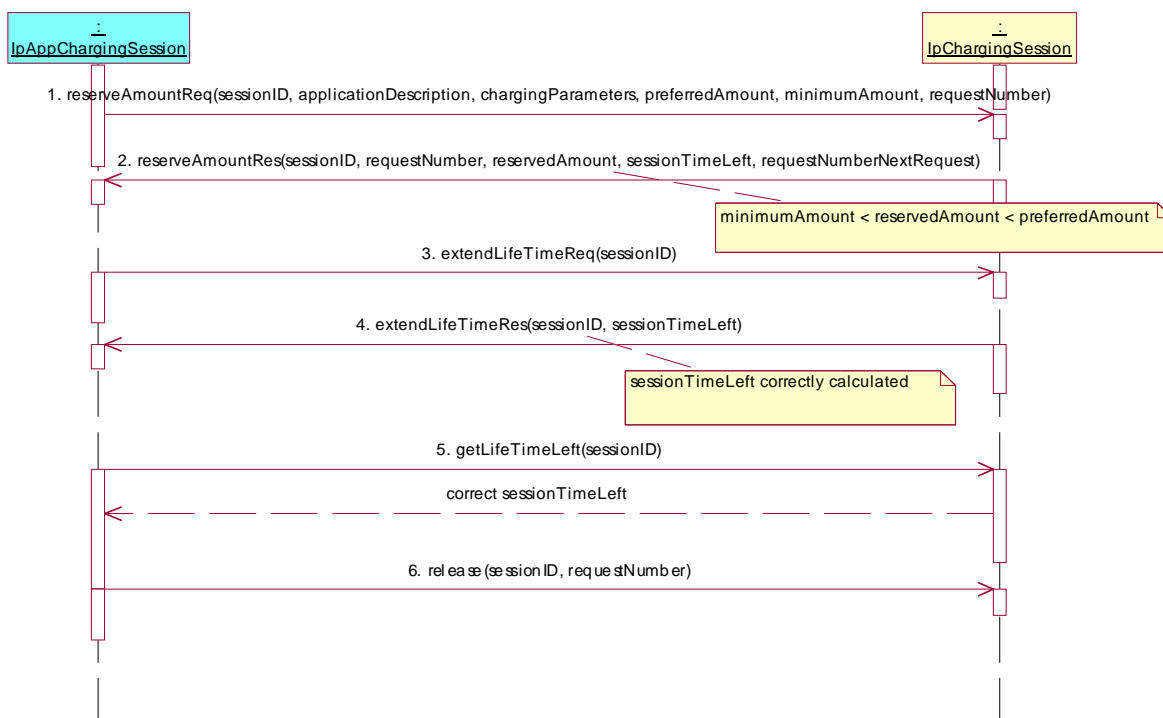 :
IpAppChargingSession
:
IpChargingSession
1. reserveAmountReq(sessionID, applicationDescription, chargingParameters, preferredAmount, minimumAmount, requestNumber)
2. reserveAmountRes(sessionID, requestNumber, reservedAmount, sessionTimeLeft, requestNumberNextRequest)
minimumAmount < reservedAmount < preferredAmount
3. extendLifeTimeReq(sessionID)
4. extendLifeTimeRes(sessionID, sessionTimeLeft)
sessionTimeLeft correctly calculated
5. getLifeTimeLeft(sessionID)
correct sessionTimeLeft
6. release(sessionID, requestNumber)